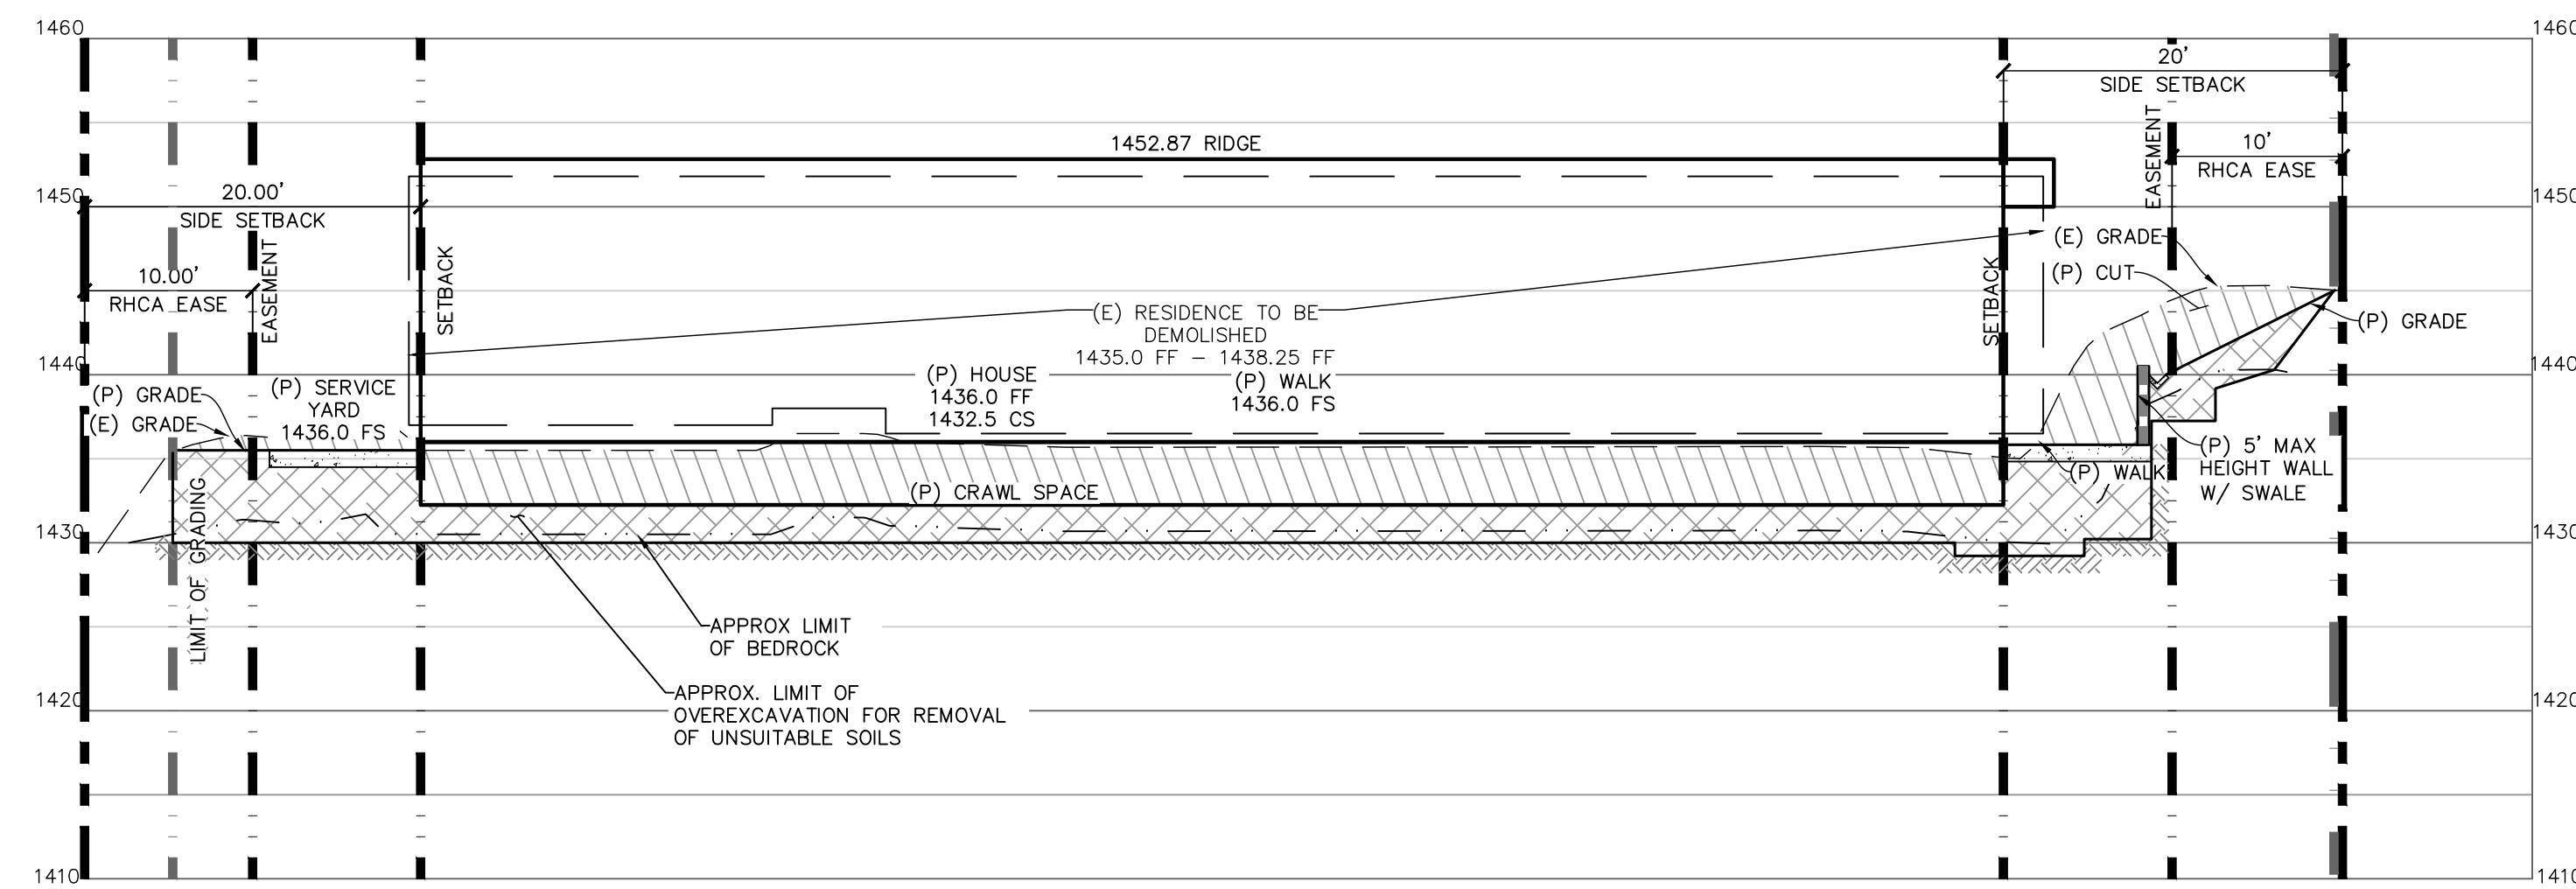 1460
1460
20'
SIDE SETBACK
1452.87 RIDGE
10'
RHCA EASE
EASEMENT
1450
1450
20.00'
SIDE SETBACK
(E) GRADE
10.00'
RHCA EASE
EASEMENT
SETBACK
SETBACK
(P) CUT
(E) RESIDENCE TO BE
DEMOLISHED
1435.0 FF – 1438.25 FF
(P) GRADE
1440
1440
(P) GRADE
(E) GRADE
(P) SERVICE
YARD
1436.0 FS
(P) HOUSE
1436.0 FF
1432.5 CS
(P) WALK
1436.0 FS
(P) 5' MAX
HEIGHT WALL
W/ SWALE
(P) WALK
(P) CRAWL SPACE
1430
1430
LIMIT OF GRADING
APPROX LIMIT
OF BEDROCK
APPROX. LIMIT OF
OVEREXCAVATION FOR REMOVAL
OF UNSUITABLE SOILS
1420
1420
1410
1410